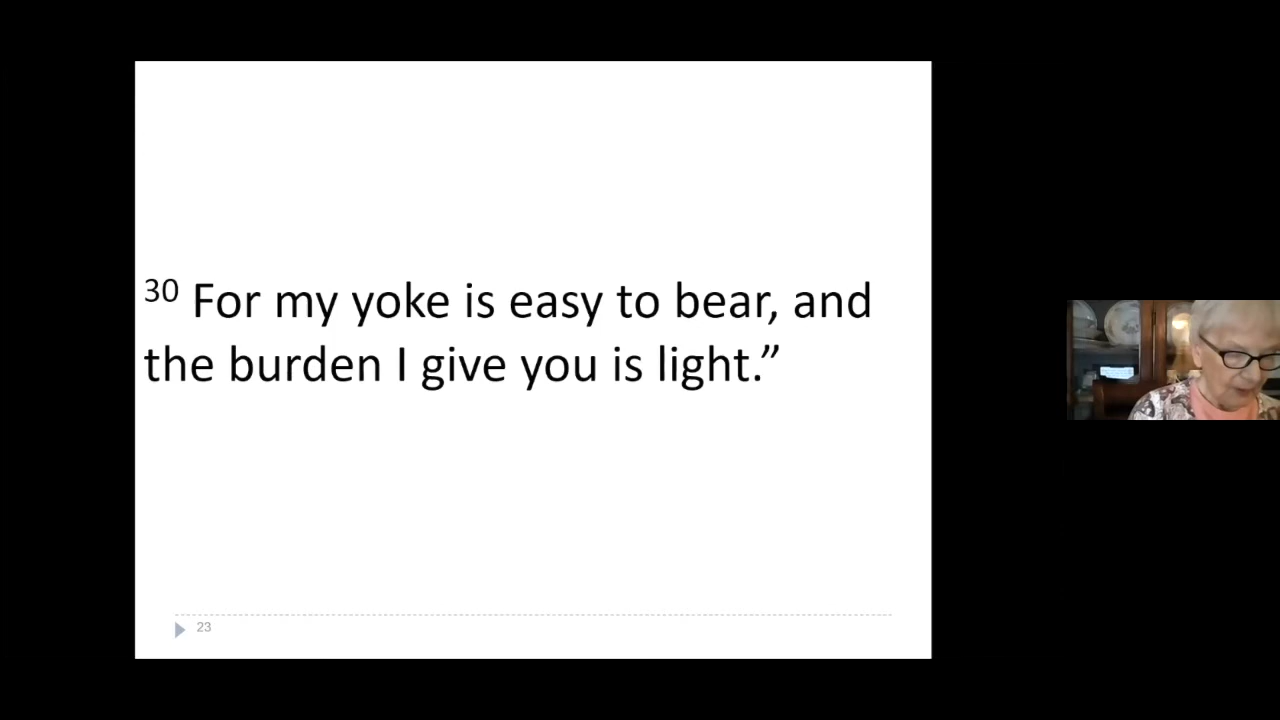 30 For my yoke is easy to bear, and
the burden I give you is light.”
23